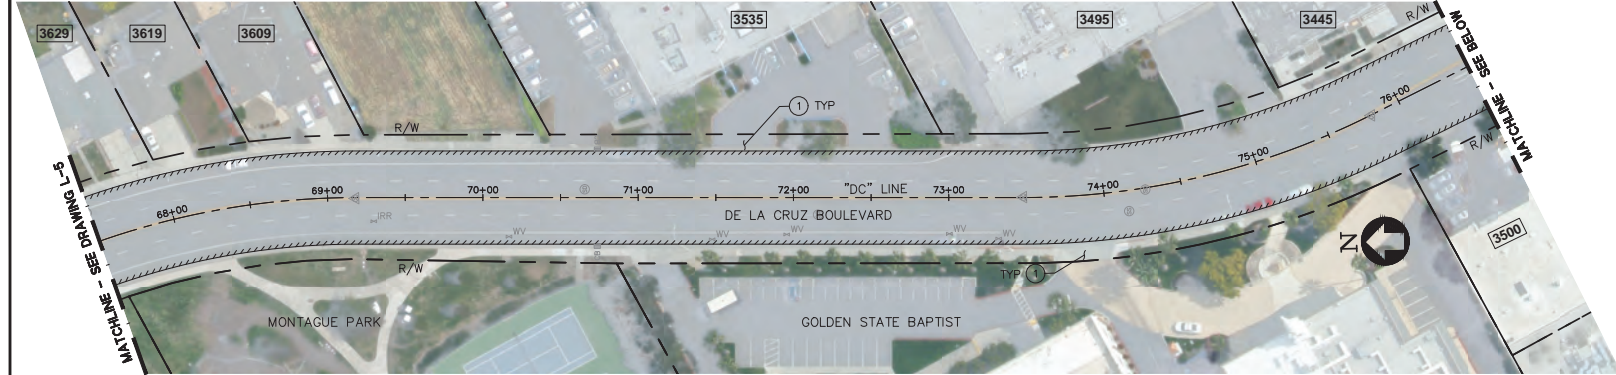 3629
3619
3609
3535
3495
3445
R/W
MATCHLINE - SEE BELOW
1 TYP
R/W
76+00
75+00
R/W
MATCHLINE - SEE DRAWING L-5
68+00
69+00
70+00
71+00
72+00
"DC" LINE
73+00
74+00
DE LA CRUZ BOULEVARD
IRR
WV
WV
WV
WV
WV
R/W
TYP 1
N
3500
MONTAGUE PARK
GOLDEN STATE BAPTIST